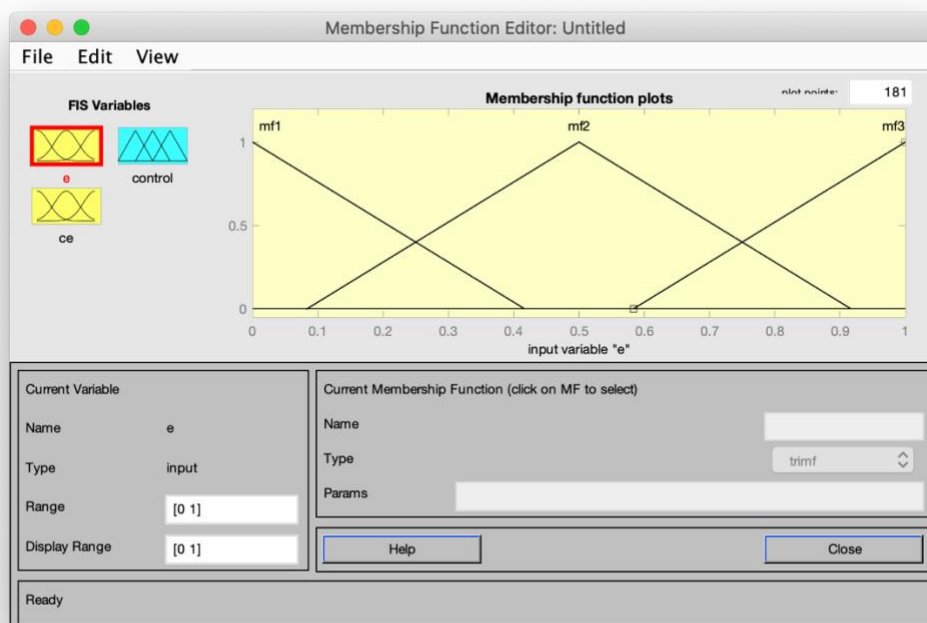 Membership Function Editor: Untitled
File Edit View
FIS Variables
e
control
ce
plot points: 181
Membership function plots
mf1 mf2 mf3
1
0.5
0
0 0.1 0.2 0.3 0.4 0.5 0.6 0.7 0.8 0.9 1
input variable "e"
Current Variable
Name e
Type input
Range [0 1]
Display Range [0 1]
Current Membership Function (click on MF to select)
Name
Type trimf
Params
Help Close
Ready